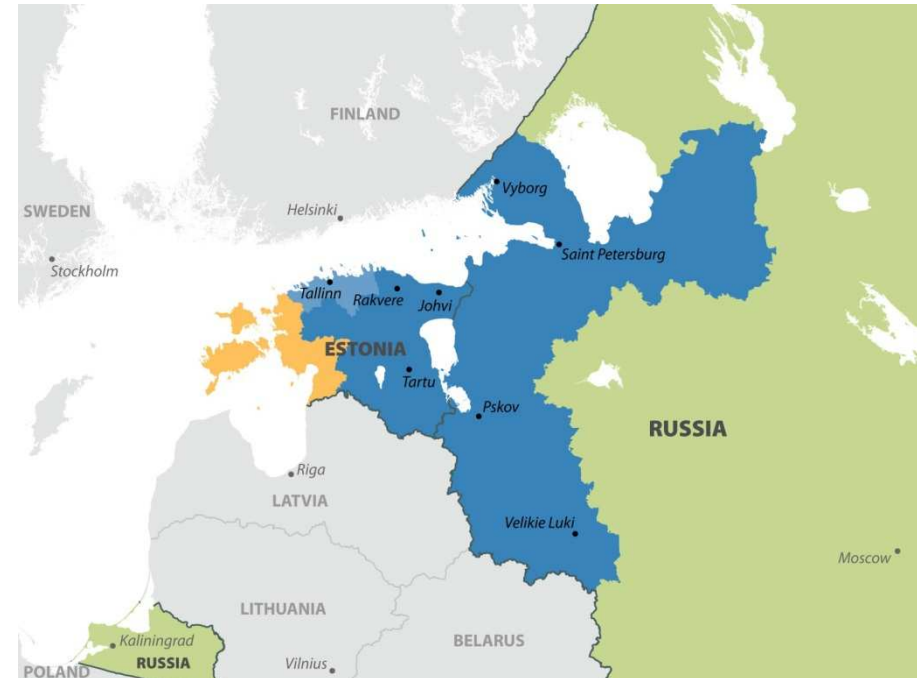 FINLAND
Vyborg
SWEDEN
Helsinki
Saint Petersburg
Stockholm
Tallinn
Rakvere
Johvi
ESTONIA
Tartu
Pskov
RUSSIA
Riga
LATVIA
Velikie Luki
Moscow
LITHUANIA
BELARUS
Kaliningrad
RUSSIA
Vilnius
POLAND